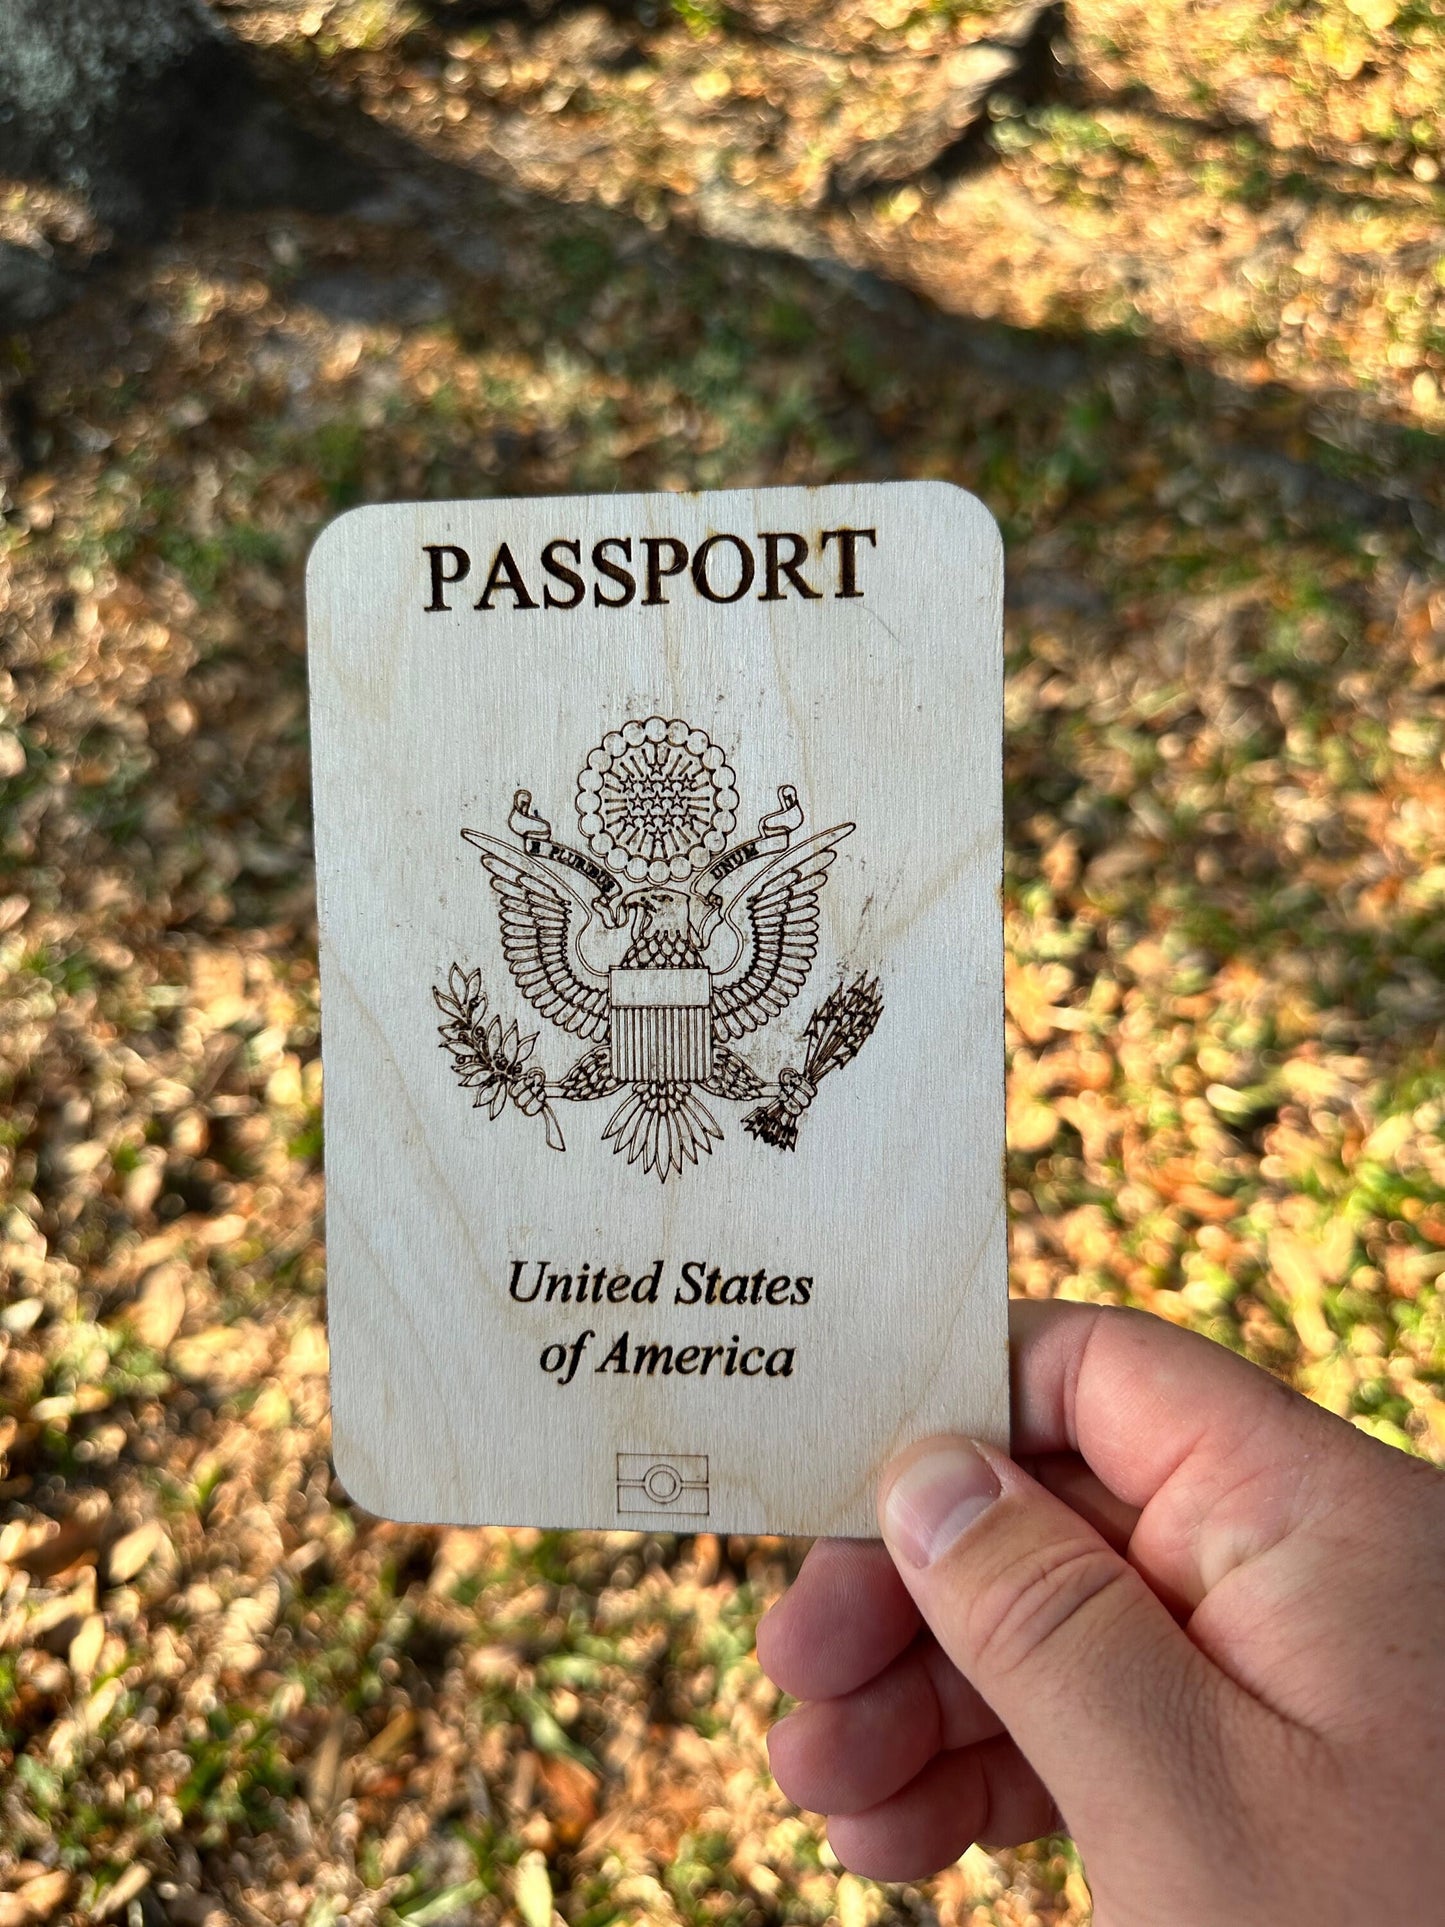 PASSPORT
E PLURIBUS UNUM
United States
of America